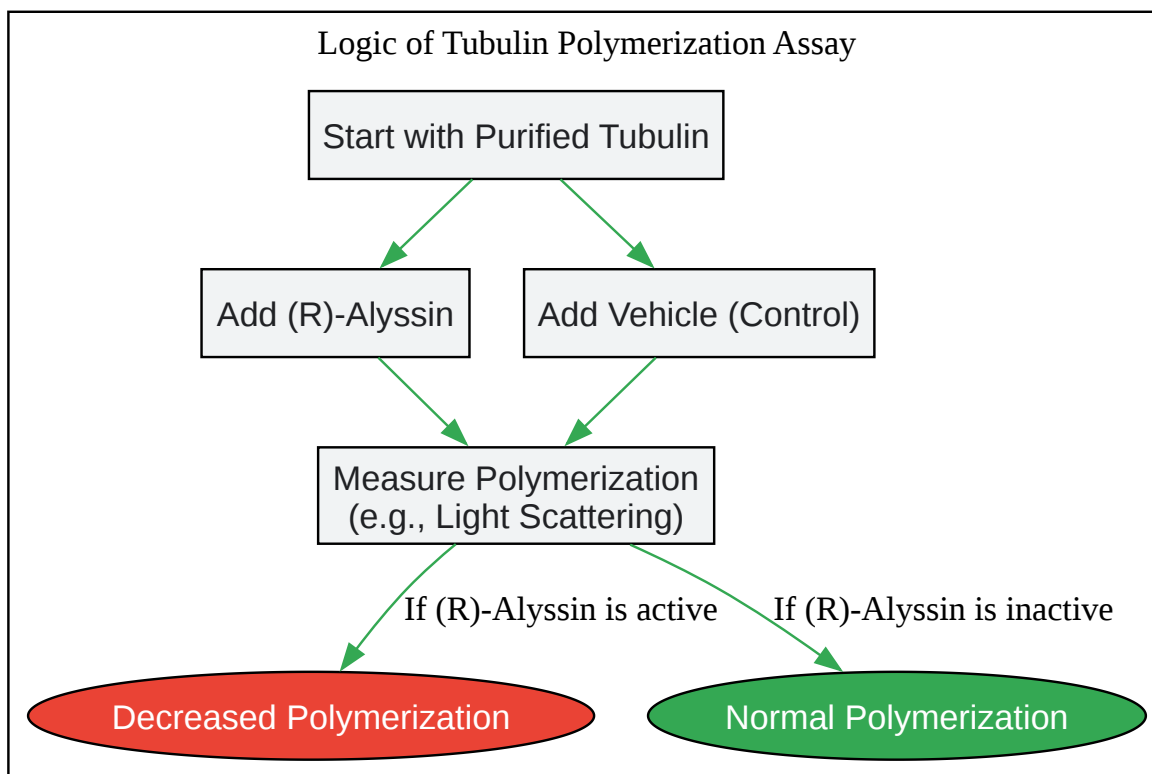 Logic of Tubulin Polymerization Assay
Start with Purified Tubulin
Add (R)-Alyssin
Add Vehicle (Control)
Measure Polymerization
(e.g., Light Scattering)
If (R)-Alyssin is active
If (R)-Alyssin is inactive
Decreased Polymerization
Normal Polymerization